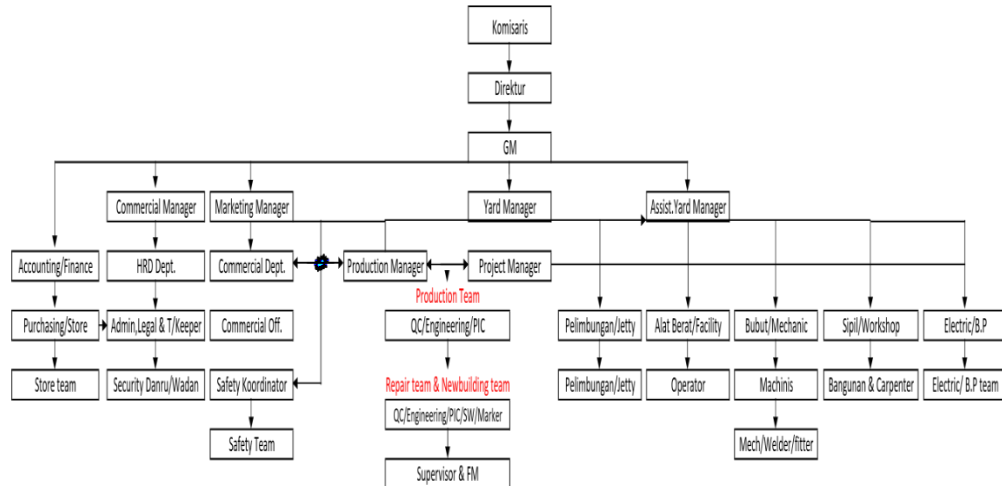 Komisaris
Direktur
GM
Commercial Manager
Marketing Manager
Yard Manager
Assist.Yard Manager
Accounting/Finance
HRD Dept.
Commercial Dept.
Production Manager
Project Manager
Production Team
Purchasing/Store
Admin,Legal & T/Keeper
Commercial Off.
QC/Engineering/PIC
Pelimbungan/Jetty
Alat Berat/Facility
Bubut/Mechanic
Sipil/Workshop
Electric/B.P
Store team
Security Danru/Wadan
Safety Koordinator
Repair team & Newbuilding team
Pelimbungan/Jetty
Operator
Machinis
Bangunan & Carpenter
Electric/ B.P team
QC/Engineering/PIC/SW/Marker
Safety Team
Mech/Welder/fitter
Supervisor & FM